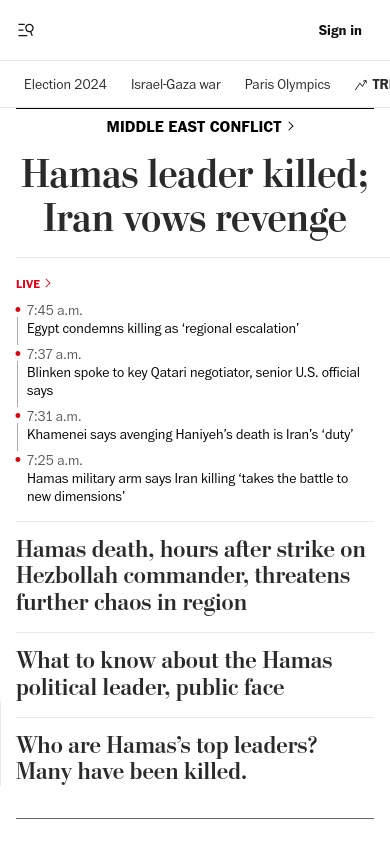 Sign in
Election 2024 Israel-Gaza war Paris Olympics
MIDDLE EAST CONFLICT
Hamas leader killed;
Iran vows revenge
LIVE
7:45 a.m.
Egypt condemns killing as ‘regional escalation’
7:37 a.m.
Blinken spoke to key Qatari negotiator, senior U.S. official
says
7:31 a.m.
Khamenei says avenging Haniyeh’s death is Iran’s ‘duty’
7:25 a.m.
Hamas military arm says Iran killing ‘takes the battle to
new dimensions’
Hamas death, hours after strike on
Hezbollah commander, threatens
further chaos in region
What to know about the Hamas
political leader, public face
Who are Hamas’s top leaders?
Many have been killed.